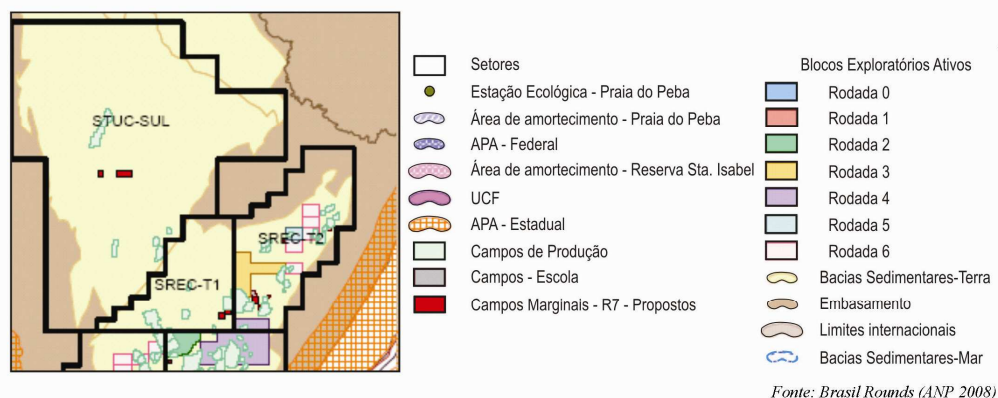 STUC-SUL
SREC-T2
SREC-T1
Setores
Estação Ecológica - Praia do Peba
Área de amortecimento - Praia do Peba
APA - Federal
Área de amortecimento - Reserva Sta. Isabel
UCF
APA - Estadual
Campos de Produção
Campos - Escola
Campos Marginais - R7 - Propostos
Blocos Exploratórios Ativos
Rodada 0
Rodada 1
Rodada 2
Rodada 3
Rodada 4
Rodada 5
Rodada 6
Bacias Sedimentares-Terra
Embasamento
Limites internacionais
Bacias Sedimentares-Mar
Fonte: Brasil Rounds (ANP 2008)